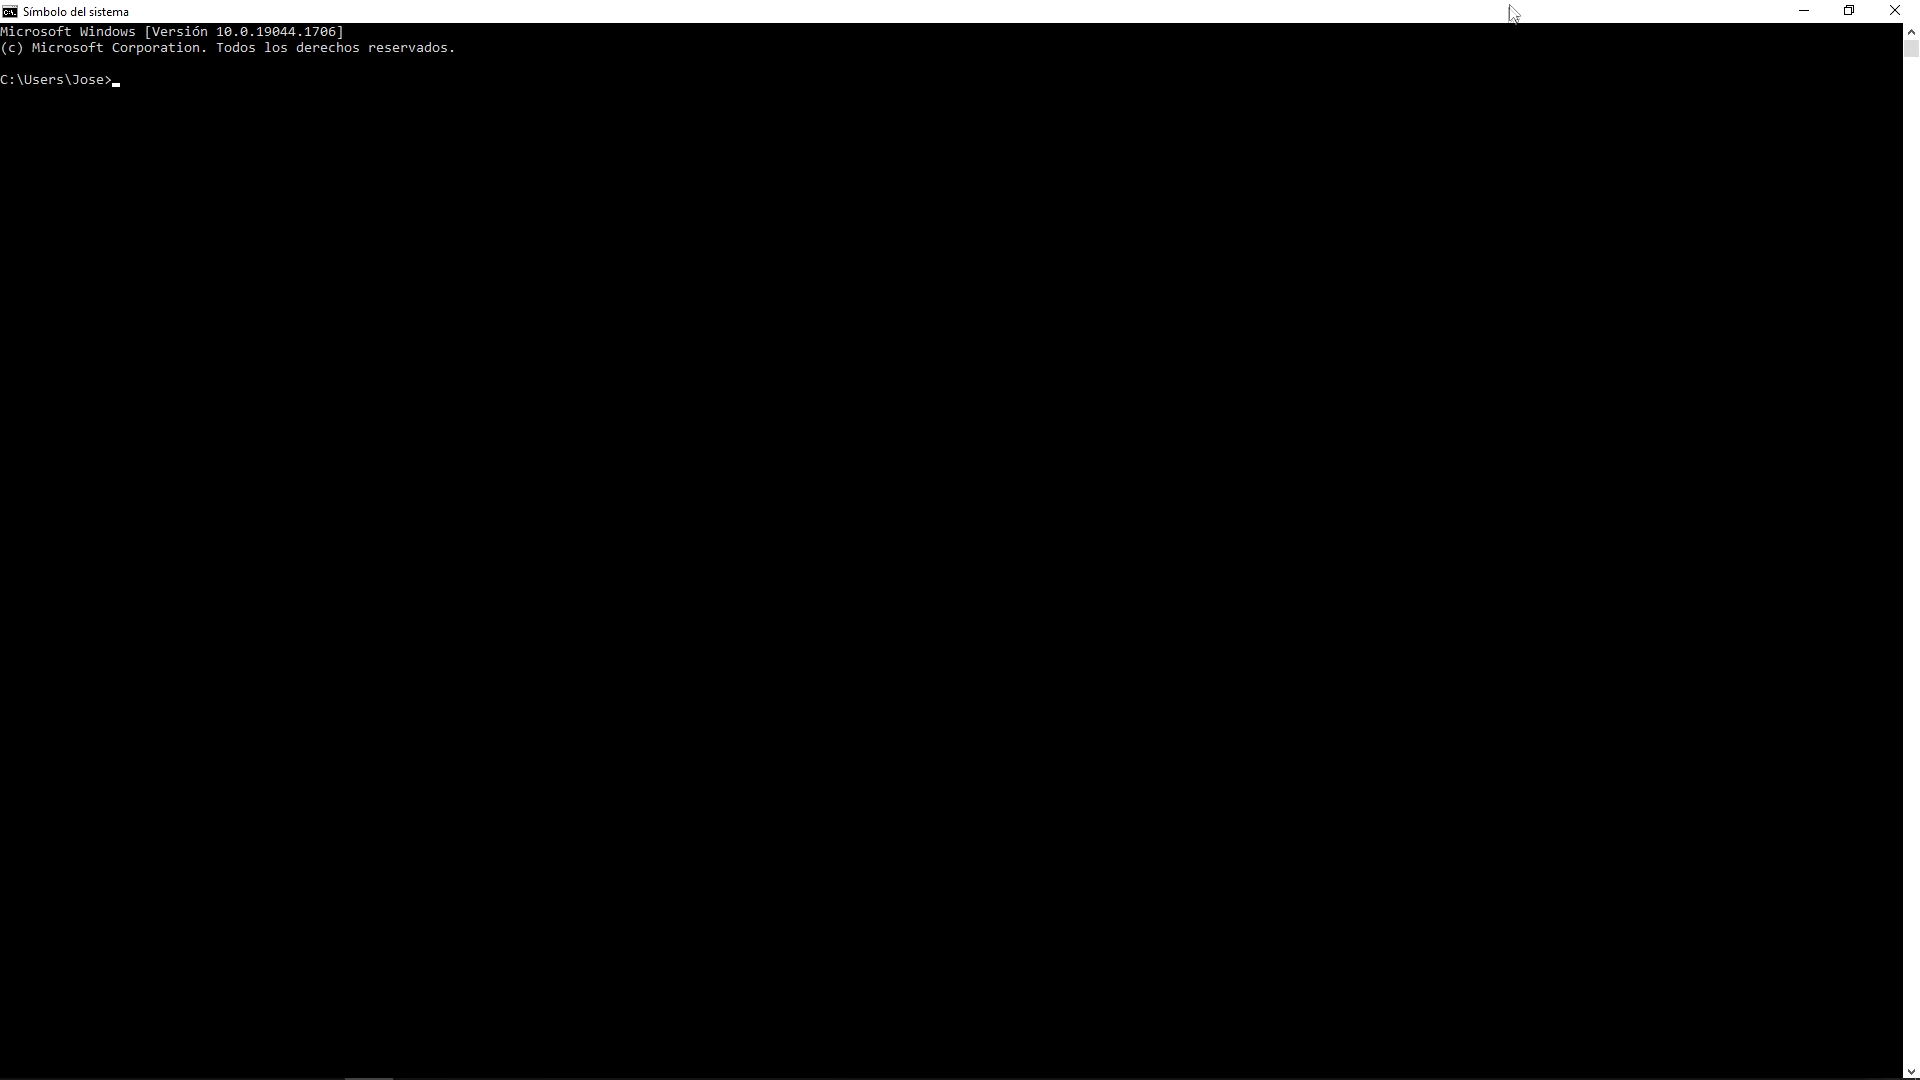 Símbolo del sistema
Microsoft Windows [Versión 10.0.19044.1706]
(c) Microsoft Corporation. Todos los derechos reservados.
C:\Users\Jose>